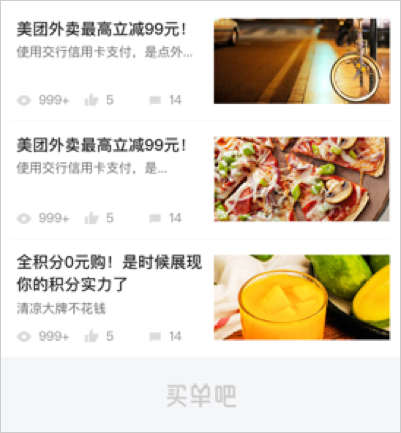 美团外卖最高立减99元！
使用交行信用卡支付，是点外...
999+ 5 14
美团外卖最高立减99元！
使用交行信用卡支付，是...
999+ 5 14
全积分0元购！是时候展现
你的积分实力了
清凉大牌不花钱
999+ 5 14
买单吧